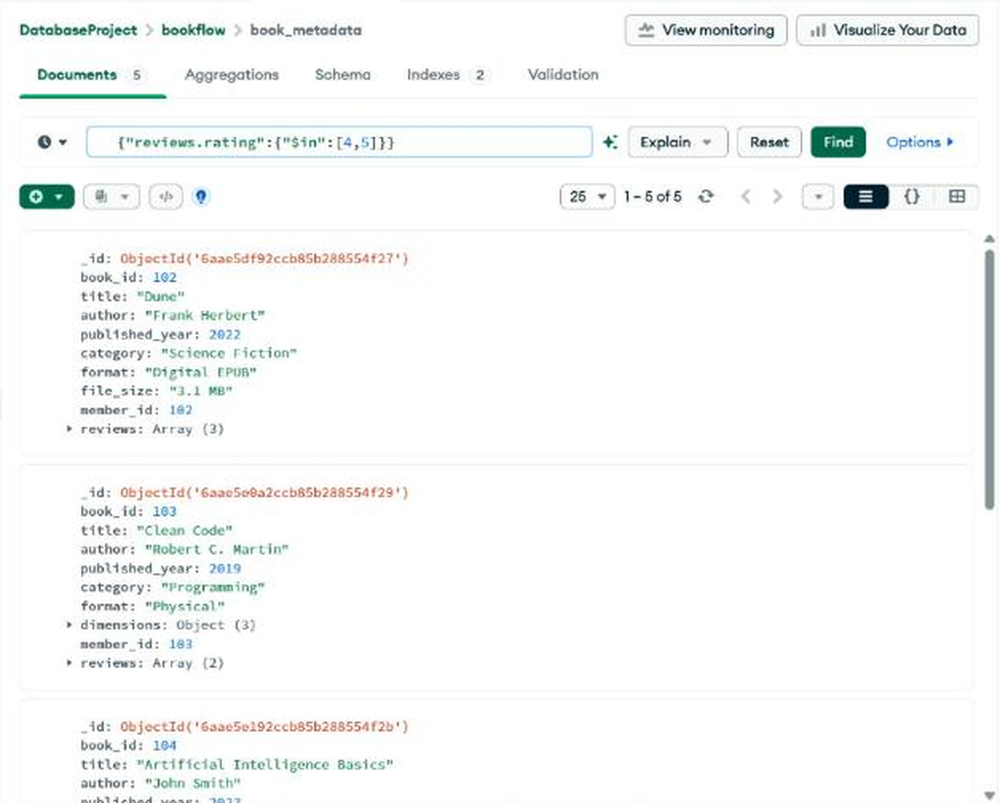 DatabaseProject > bookflow > book_metadata
View monitoring
Visualize Your Data
Documents 5 Aggregations Schema Indexes 2 Validation
{"reviews.rating":{"$in":[4,5]}}
Explain
Reset
Find
Options
25
1 – 5 of 5
_id: ObjectId('6aae5df92ccb85b288554f27')
book_id: 102
title: "Dune"
author: "Frank Herbert"
published_year: 2022
category: "Science Fiction"
format: "Digital EPUB"
file_size: "3.1 MB"
member_id: 102
reviews: Array (3)
_id: ObjectId('6aae5e0a2ccb85b288554f29')
book_id: 103
title: "Clean Code"
author: "Robert C. Martin"
published_year: 2019
category: "Programming"
format: "Physical"
dimensions: Object (3)
member_id: 103
reviews: Array (2)
_id: ObjectId('6aae5e192ccb85b288554f2b')
book_id: 104
title: "Artificial Intelligence Basics"
author: "John Smith"
published_year: